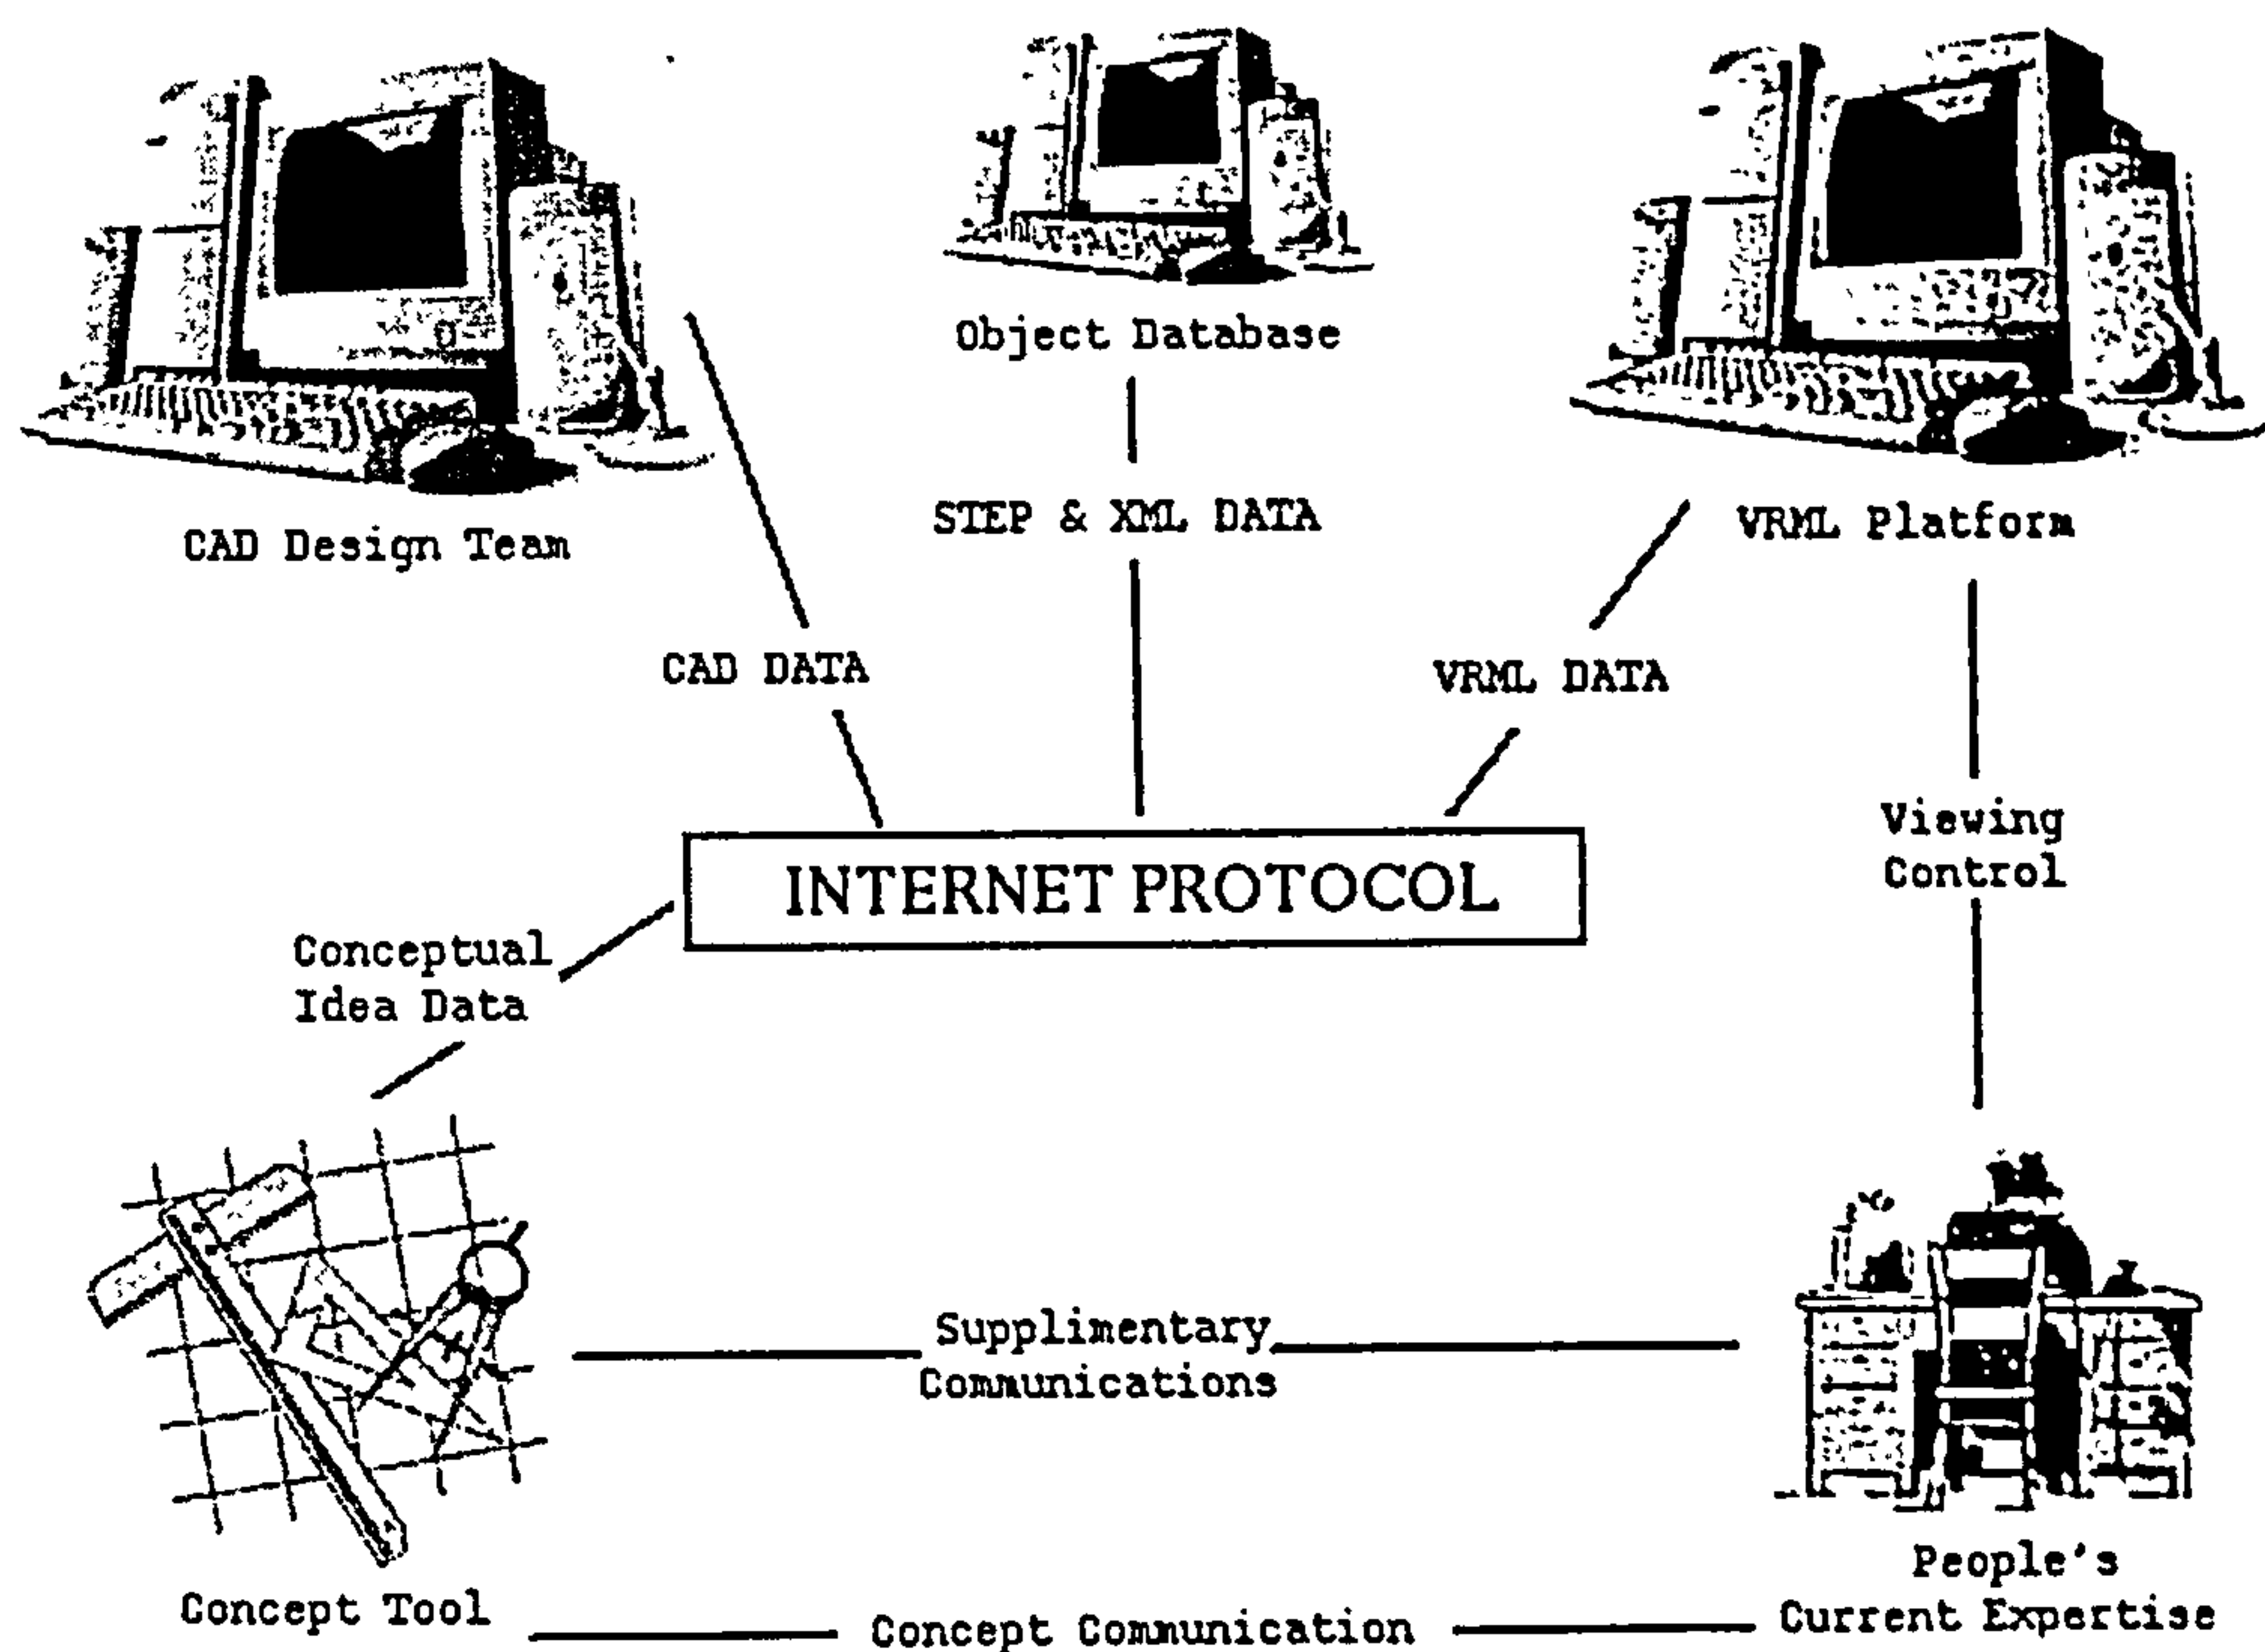 Object Database
CAD Design Team
STEP & XML DATA
VRML Platform
CAD DATA
VRML DATA
Viewing
Control
INTERNET PROTOCOL
Conceptual
Idea Data
Supplimentary
Communications
Concept Tool
Concept Communication
People's
Current Expertise